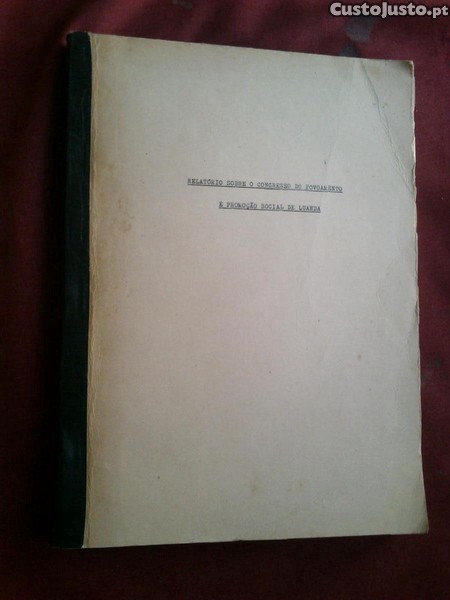 CustoJusto.pt
RELATÓRIO SOBRE O CONGRESSO DO POVOAMENTO
E PROMOÇÃO SOCIAL DE LUANDA